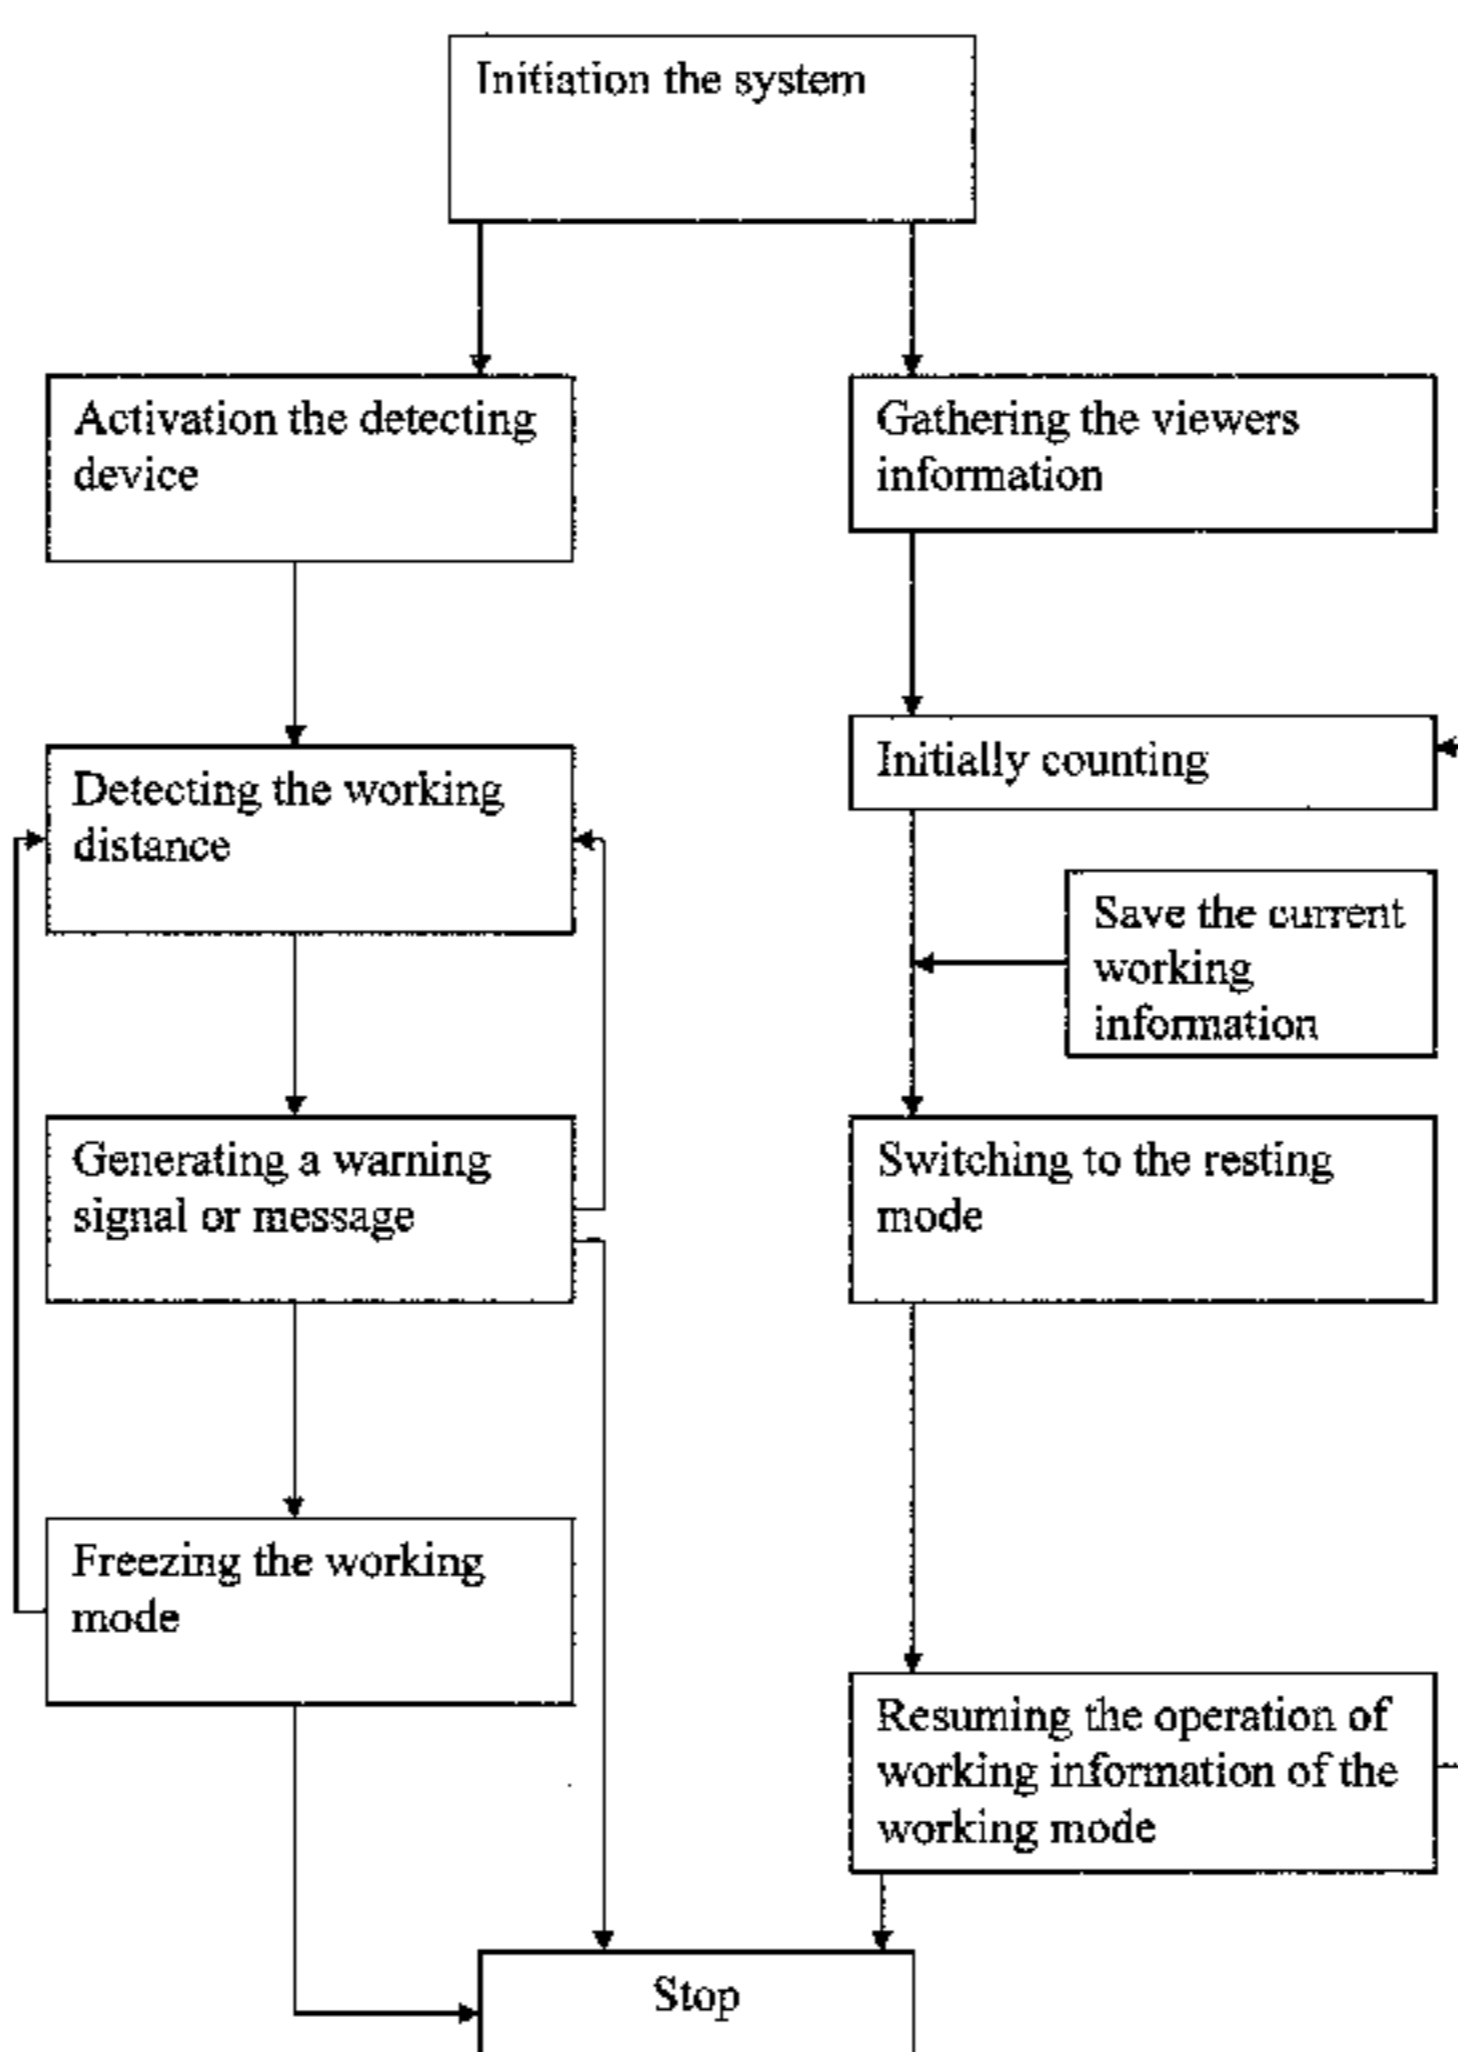 Initiation the system
Activation the detecting
device
Gathering the viewers
information
Detecting the working
distance
Initially counting
Save the current
working
information
Generating a warning
signal or message
Switching to the resting
mode
Freezing the working
mode
Resuming the operation of
working information of the
working mode
Stop